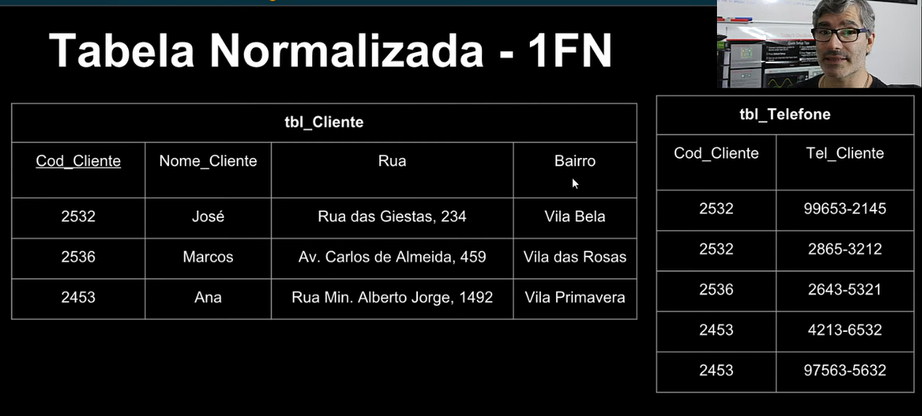 Tabela Normalizada - 1FN
tbl_Cliente
Cod_Cliente Nome_Cliente Rua Bairro
2532 José Rua das Giestas, 234 Vila Bela
2536 Marcos Av. Carlos de Almeida, 459 Vila das Rosas
2453 Ana Rua Min. Alberto Jorge, 1492 Vila Primavera
tbl_Telefone
Cod_Cliente Tel_Cliente
2532 99653-2145
2532 2865-3212
2536 2643-5321
2453 4213-6532
2453 97563-5632